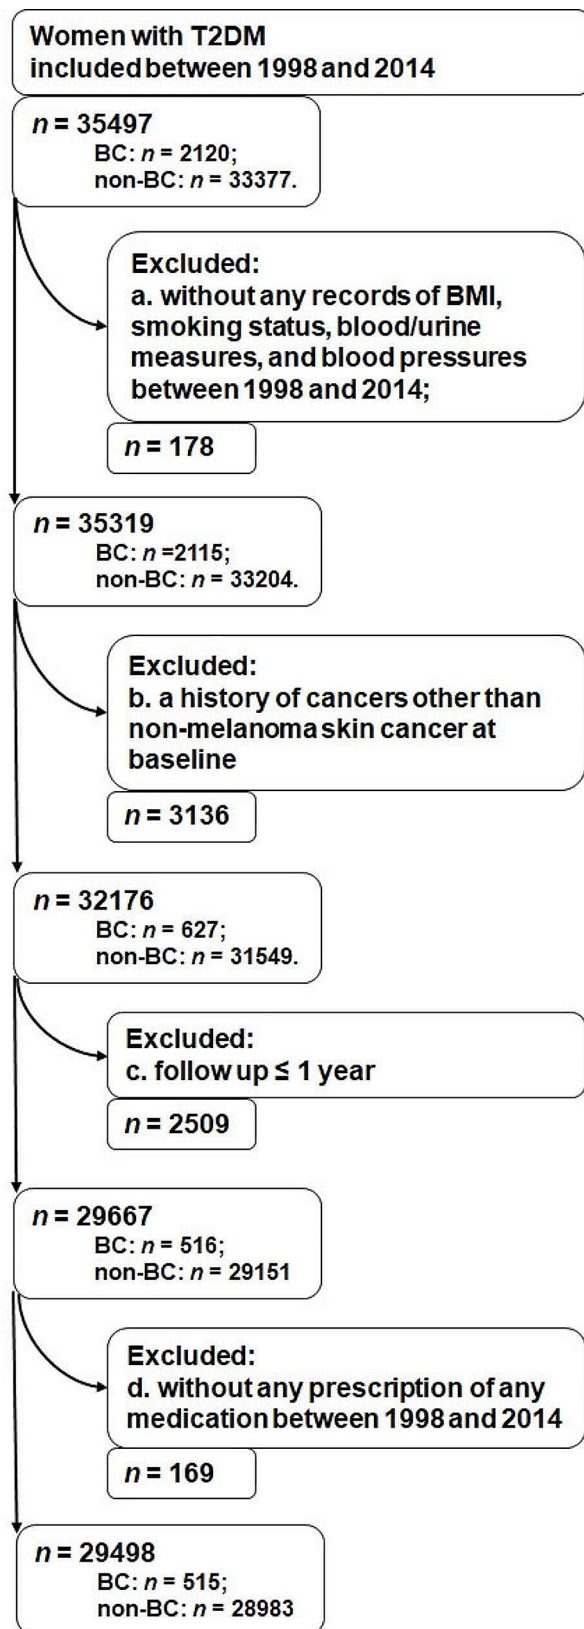 Women with T2DM
included between 1998 and 2014
n = 35497
BC: n = 2120;
non-BC: n = 33377.
Excluded:
a. without any records of BMI,
smoking status, blood/urine
measures, and blood pressures
between 1998 and 2014;
n = 178
n = 35319
BC: n =2115;
non-BC: n = 33204.
Excluded:
b. a history of cancers other than
non-melanoma skin cancer at
baseline
n = 3136
n = 32176
BC: n = 627;
non-BC: n = 31549.
Excluded:
c. follow up ≤ 1 year
n = 2509
n = 29667
BC: n = 516;
non-BC: n = 29151
Excluded:
d. without any prescription of any
medication between 1998 and 2014
n = 169
n = 29498
BC: n = 515;
non-BC: n = 28983